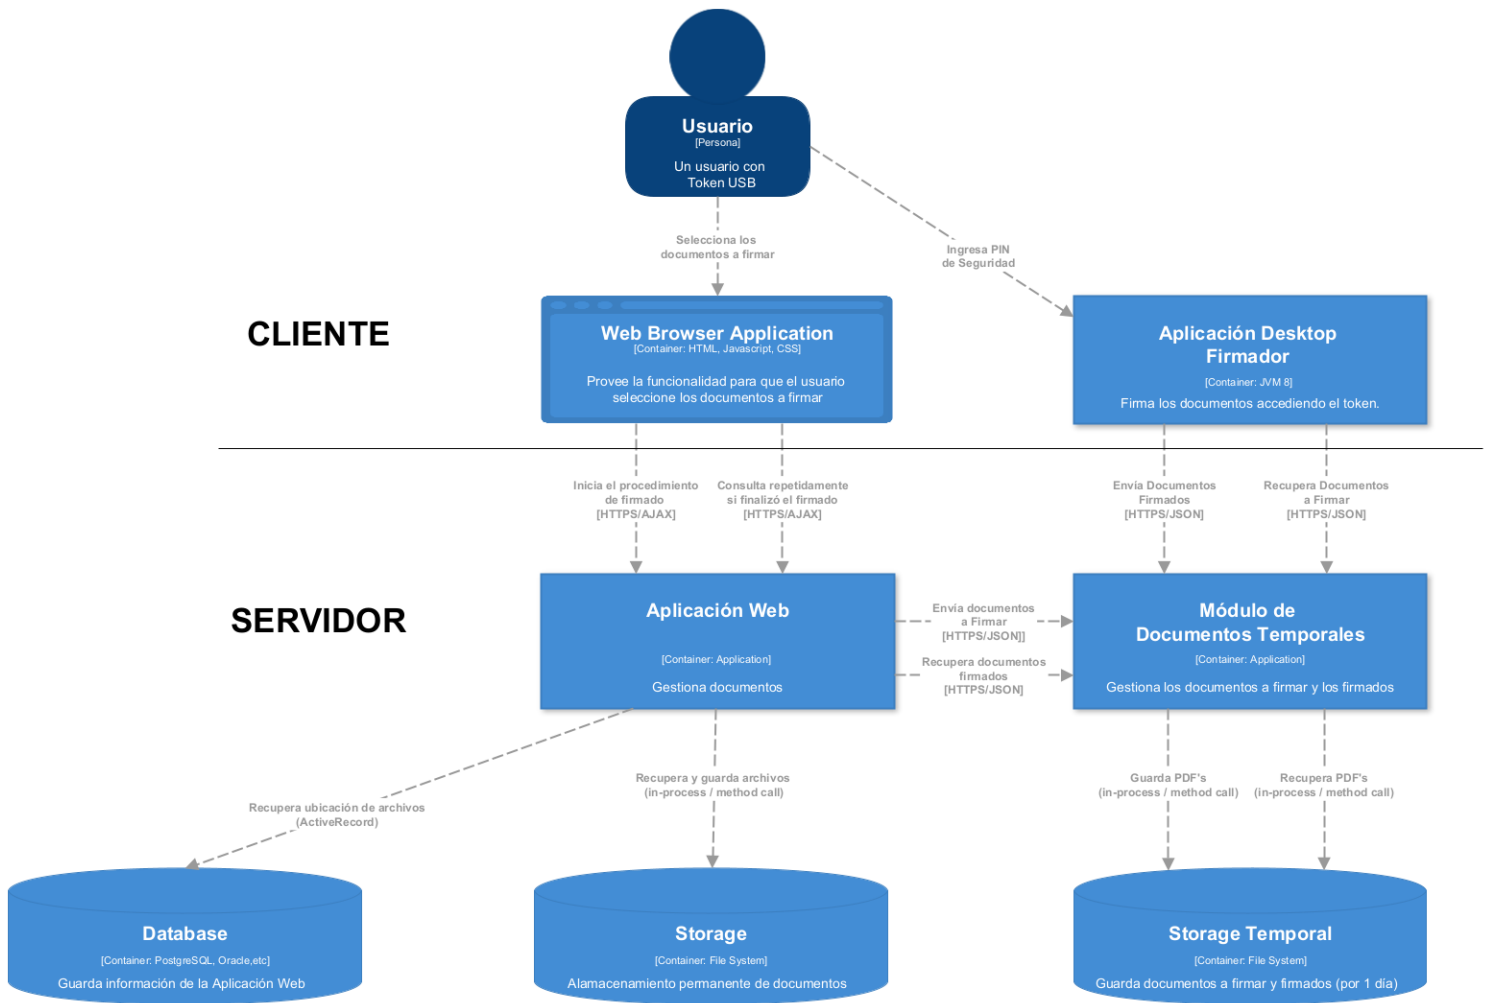 Usuario
[Persona]
Un usuario con
Token USB
Selecciona los
documentos a firmar
Ingresa PIN
de Seguridad
CLIENTE
Web Browser Application
[Container: HTML, Javascript, CSS]
Provee la funcionalidad para que el usuario
seleccione los documentos a firmar
Aplicación Desktop
Firmador
[Container: JVM 8]
Firma los documentos accediendo el token.
Inicia el procedimiento
de firmado
[HTTPS/AJAX]
Consulta repetidamente
si finalizó el firmado
[HTTPS/AJAX]
Envía Documentos
Firmados
[HTTPS/JSON]
Recupera Documentos
a Firmar
[HTTPS/JSON]
SERVIDOR
Aplicación Web
[Container: Application]
Gestiona documentos
Envía documentos
a Firmar
[HTTPS/JSON]]
Recupera documentos
firmados
[HTTPS/JSON]
Módulo de
Documentos Temporales
[Container: Application]
Gestiona los documentos a firmar y los firmados
Recupera ubicación de archivos
(ActiveRecord)
Recupera y guarda archivos
(in-process / method call)
Guarda PDF's
(in-process / method call)
Recupera PDF's
(in-process / method call)
Database
[Container: PostgreSQL, Oracle,etc]
Guarda información de la Aplicación Web
Storage
[Container: File System]
Alamacenamiento permanente de documentos
Storage Temporal
[Container: File System]
Guarda documentos a firmar y firmados (por 1 día)